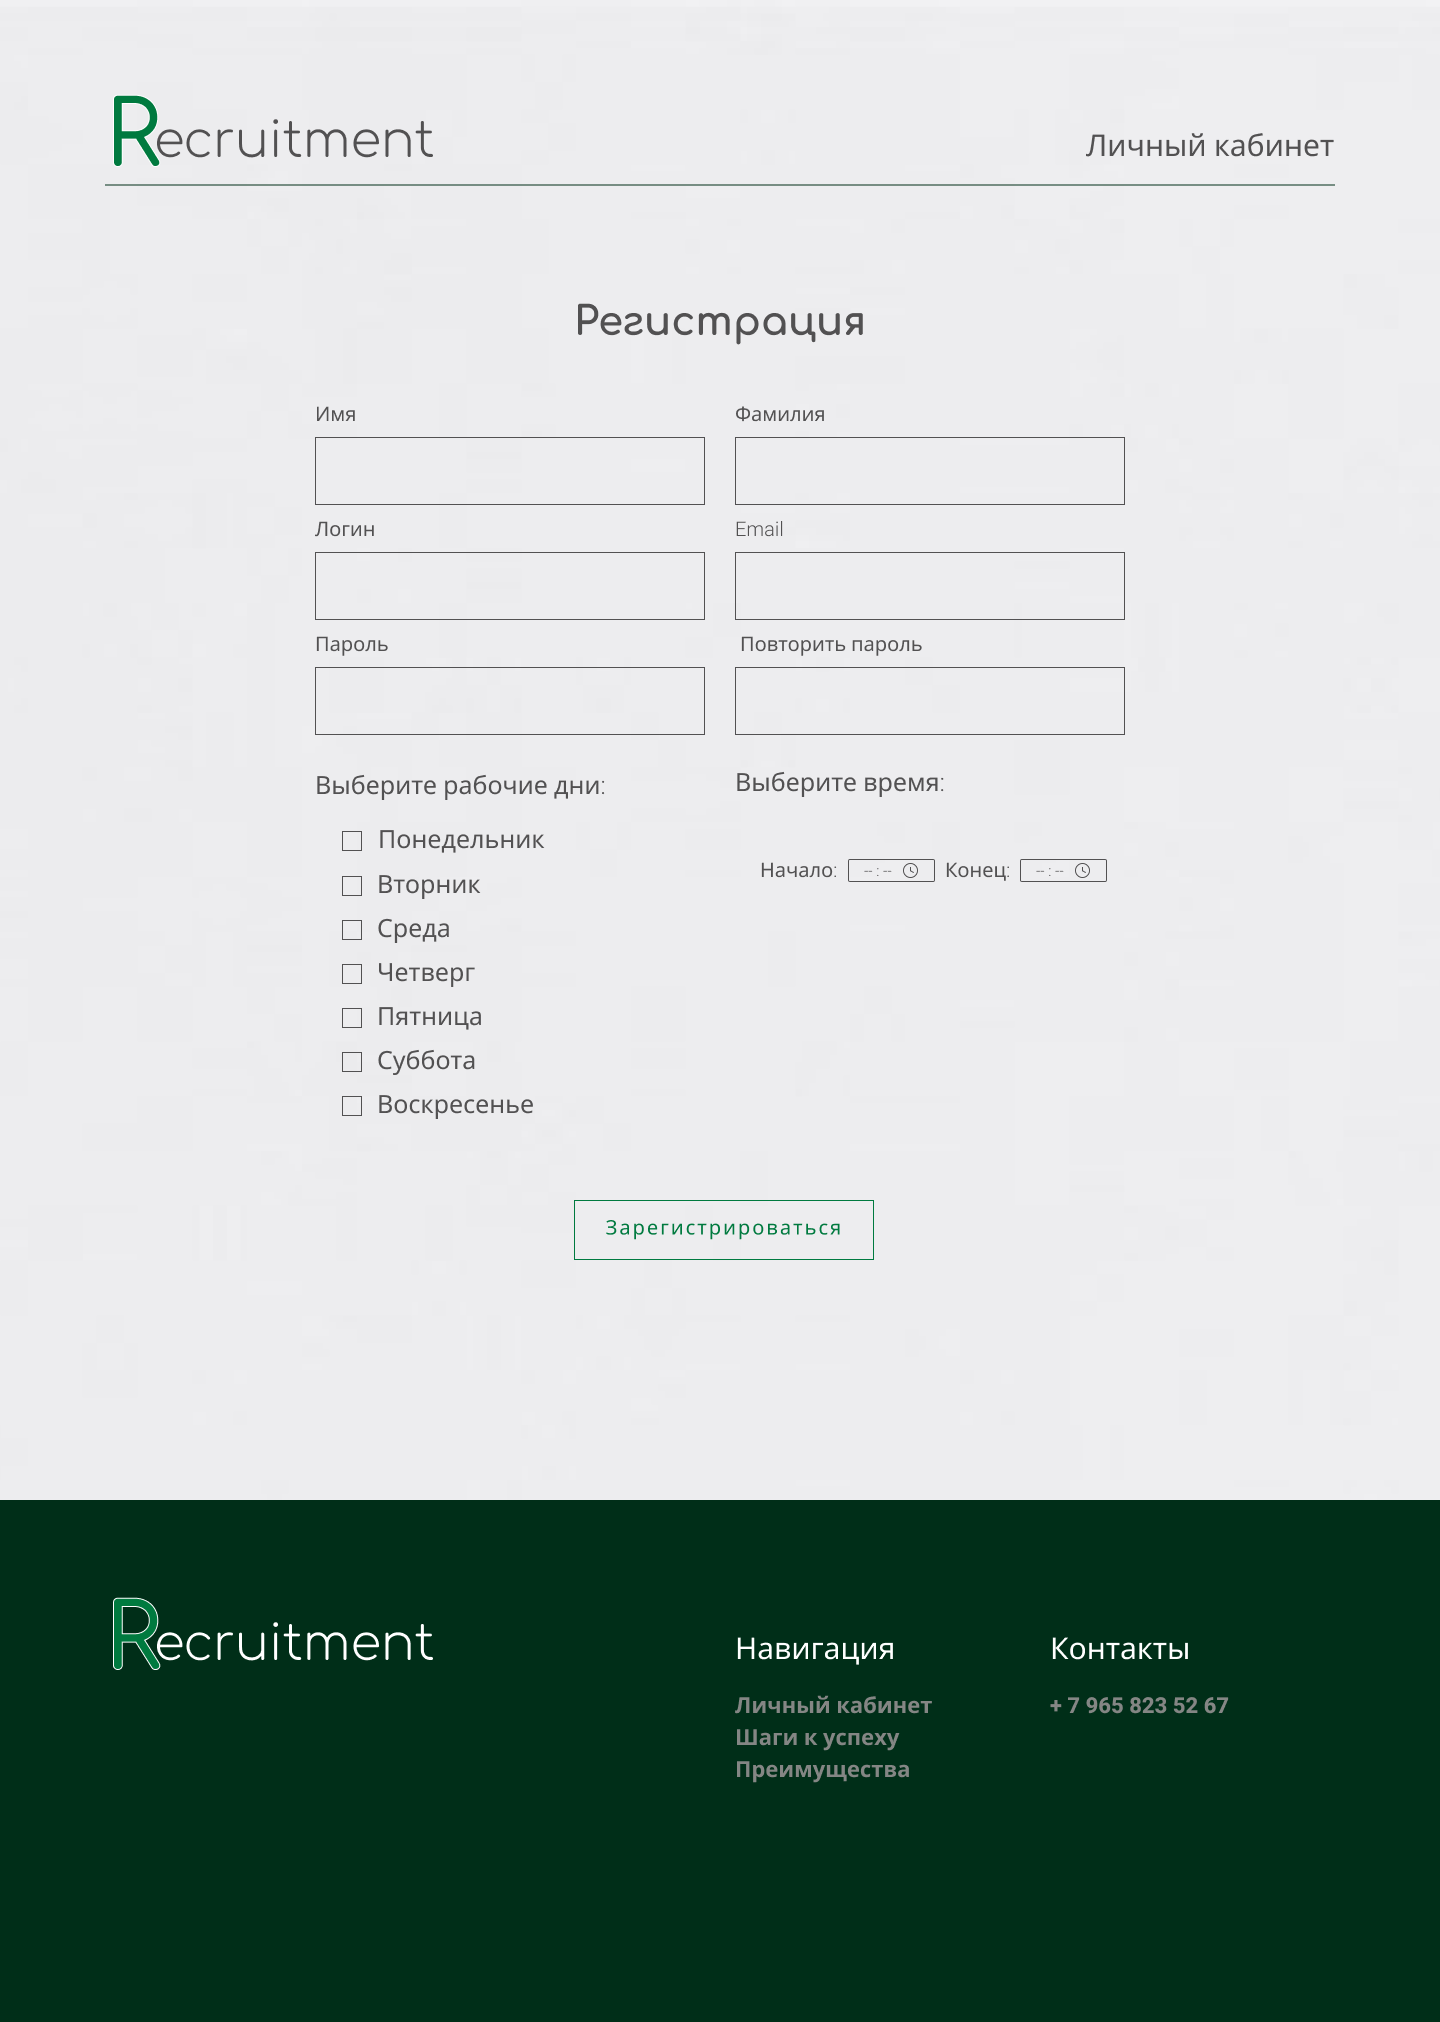 Recruitment
Личный кабинет
Регистрация
Имя
Фамилия
Логин
Email
Пароль
Повторить пароль
Выберите рабочие дни:
Понедельник
Вторник
Среда
Четверг
Пятница
Суббота
Воскресенье
Выберите время:
Начало: -- : -- Конец: -- : --
Зарегистрироваться
Recruitment
Навигация
Личный кабинет
Шаги к успеху
Преимущества
Контакты
+ 7 965 823 52 67